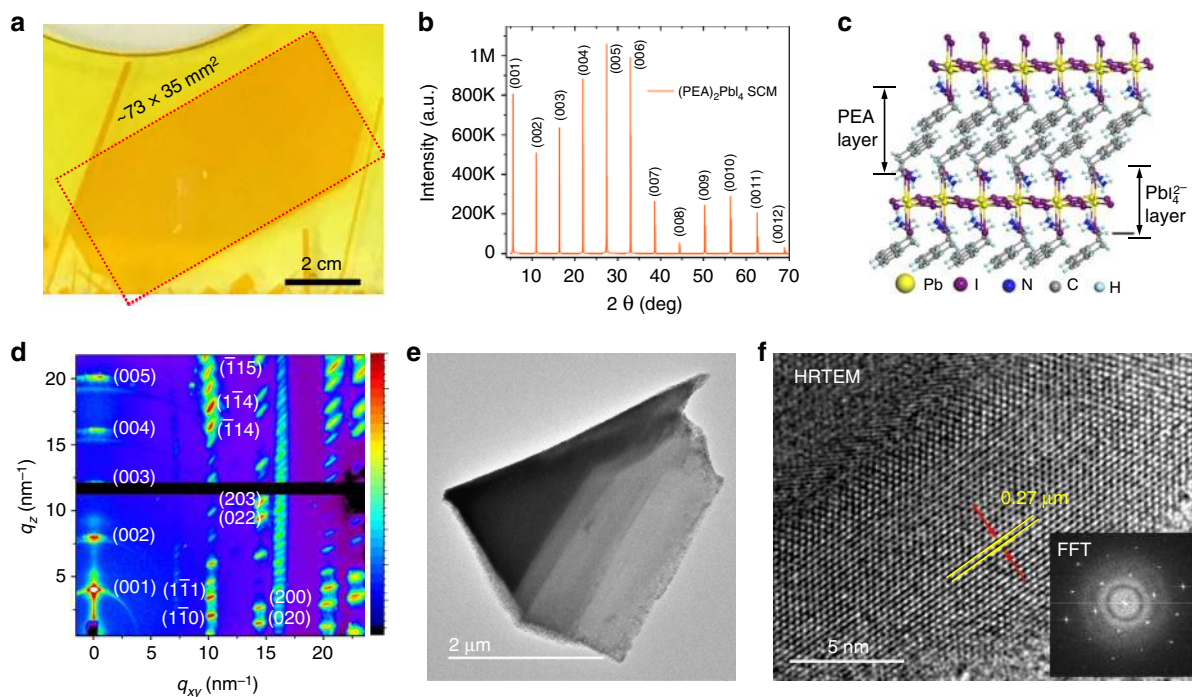 a
~73 × 35 mm²
2 cm
b
Intensity (a.u.)
1M
800K
600K
400K
200K
0
(001)
(002)
(003)
(004)
(005)
(006)
(007)
(008)
(009)
(0010)
(0011)
(0012)
(PEA)₂PbI₄ SCM
10 20 30 40 50 60 70
2 θ (deg)
c
PEA
layer
PbI₄²⁻
layer
Pb I N C H
d
qz (nm⁻¹)
20
15
10
5
(005)
(004)
(003)
(002)
(001)
(1̄15)
(11̄4)
(1̄14)
(203)
(022)
(11̄1)
(11̄0)
(200)
(020)
0 10 20
qxy (nm⁻¹)
e
2 μm
f
HRTEM
0.27 μm
FFT
5 nm